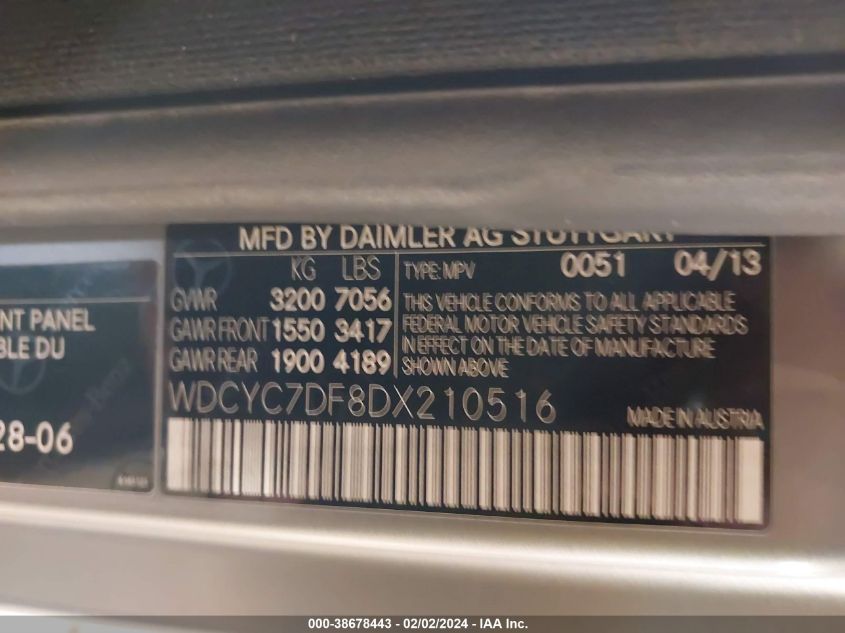 MFD BY DAIMLER AG STUTTGART
KG LBS
GVWR 3200 7056
GAWR FRONT 1550 3417
GAWR REAR 1900 4189
TYPE: MPV 0051 04/13
THIS VEHICLE CONFORMS TO ALL APPLICABLE
FEDERAL MOTOR VEHICLE SAFETY STANDARDS
IN EFFECT ON THE DATE OF MANUFACTURE
SHOWN ABOVE
WDCYC7DF8DX210516
MADE IN AUSTRIA
NT PANEL
BLE DU
28-06
000-38678443 - 02/02/2024 - IAA Inc.